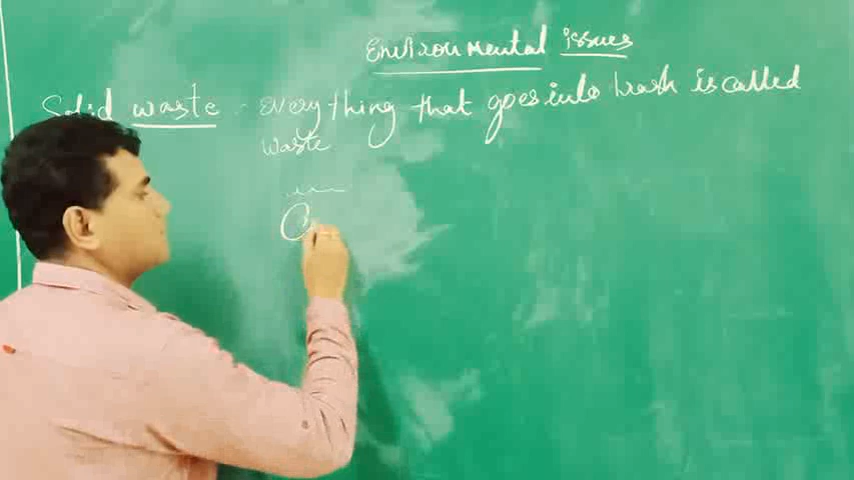 Environmental issues
Solid waste - everything that goes into trash is called
waste
C